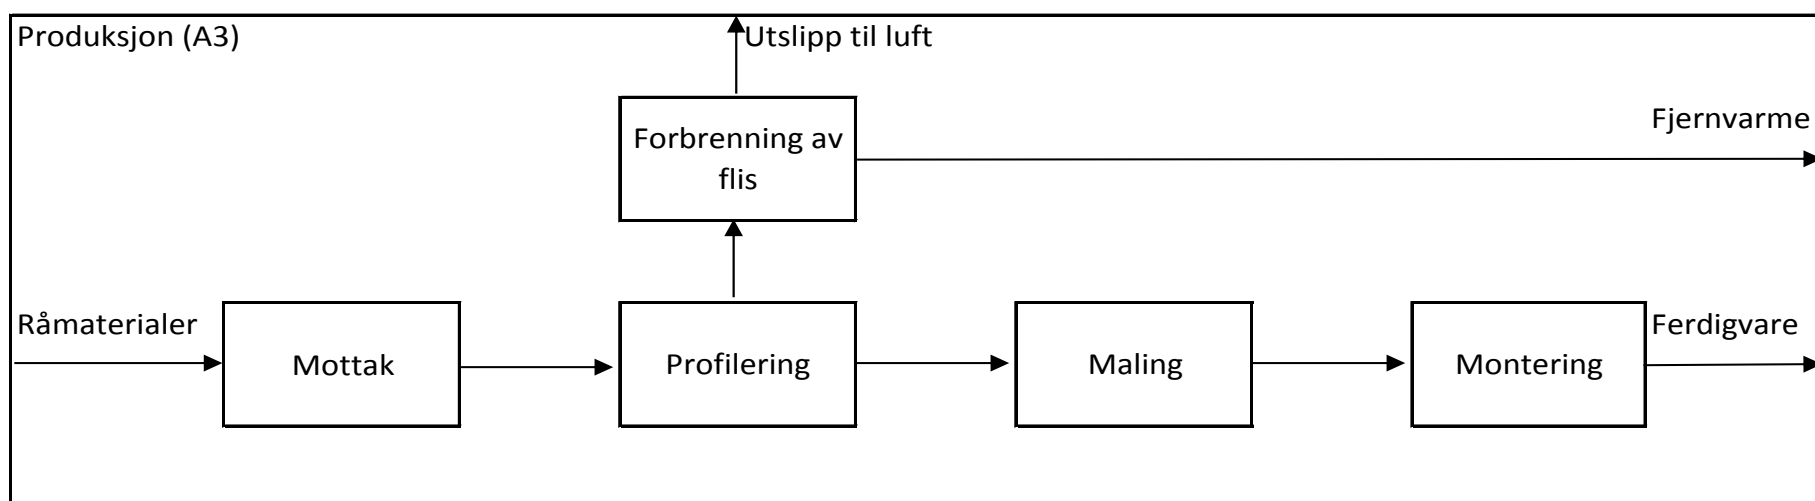 Produksjon (A3)
Utslipp til luft
Forbrenning av
flis
Fjernvarme
Råmaterialer
Mottak
Profilering
Maling
Montering
Ferdigvare